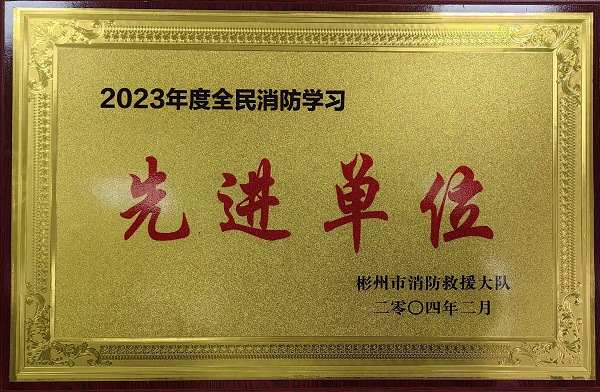 2023年度全民消防学习
先进单位
彬州市消防救援大队
二零〇四年二月